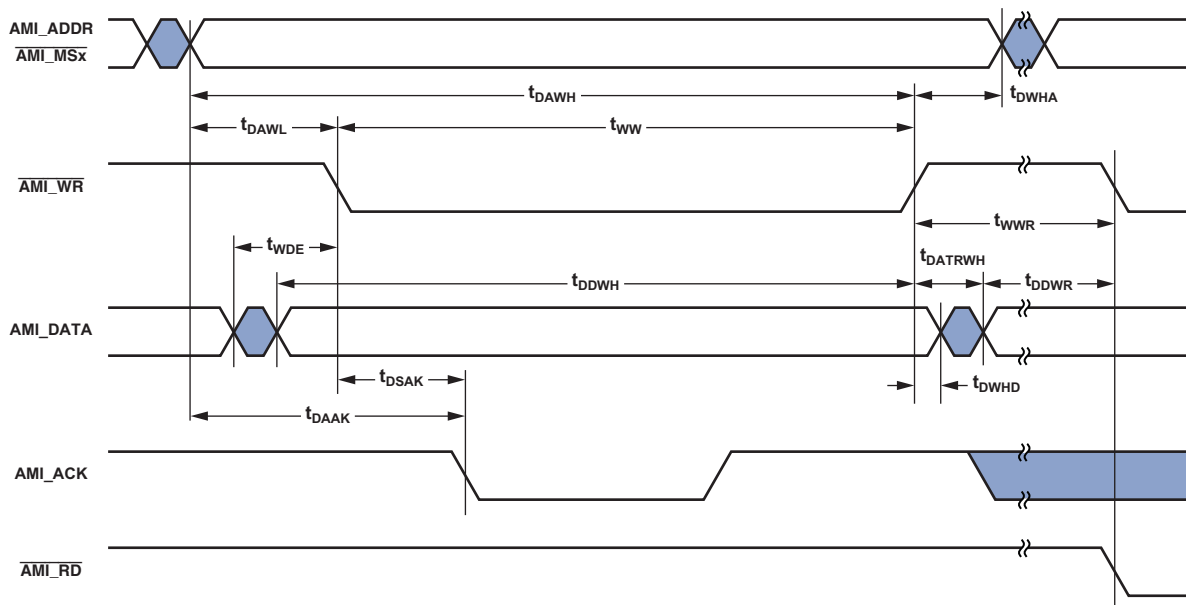 AMI_ADDR
AMI_MSx
tDAWH
tDWHA
tDAWL
tWW
AMI_WR
tWWR
tWDE
tDATRWH
tDDWH
tDDWR
AMI_DATA
tDSAK
tDWHD
tDAAK
AMI_ACK
AMI_RD